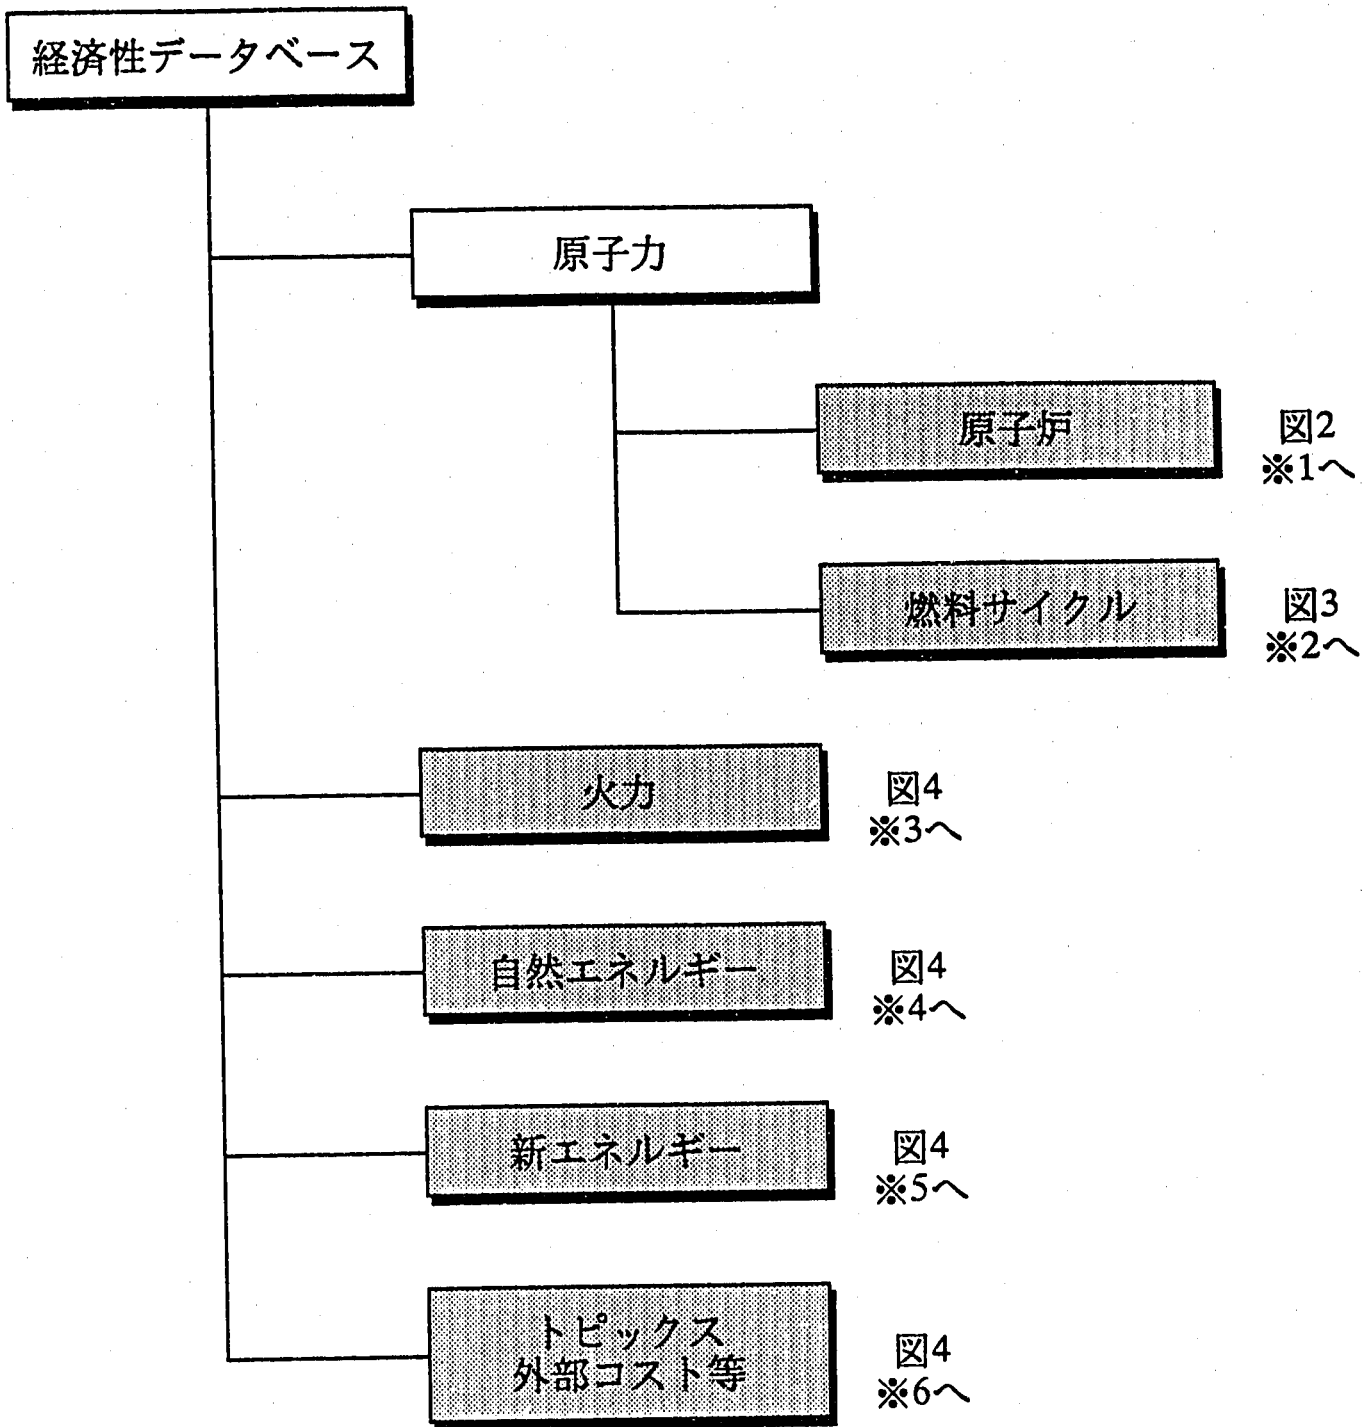 経済性データベース
原子力
原子炉
図2
※1へ
燃料サイクル
図3
※2へ
火力
図4
※3へ
自然エネルギー
図4
※4へ
新エネルギー
図4
※5へ
トピックス
外部コスト等
図4
※6へ